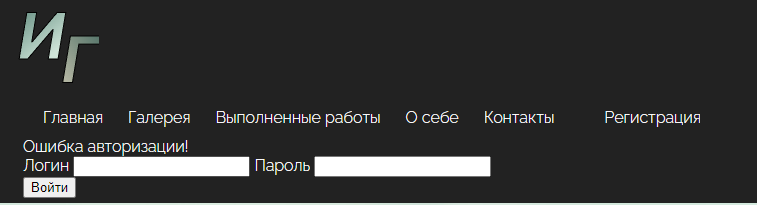 ИГ
Главная Галерея Выполненные работы О себе Контакты Регистрация
Ошибка авторизации!
Логин Пароль
Войти